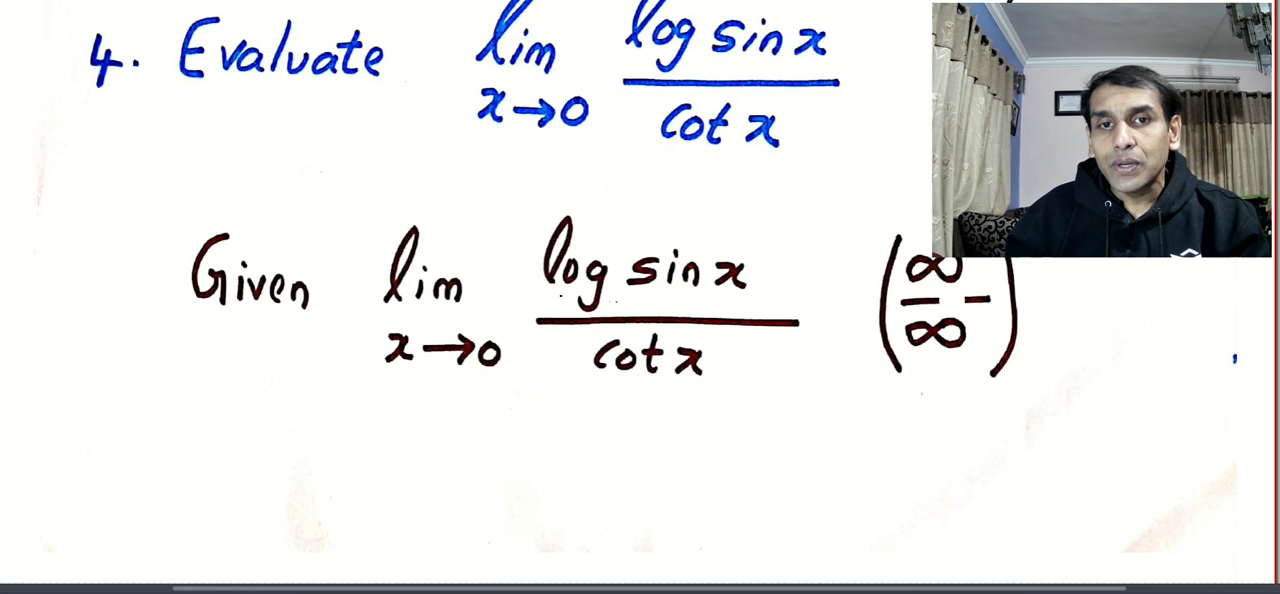 4. Evaluate lim x→0 log sin x / cot x
Given lim x→0 log sin x / cot x (∞/∞)